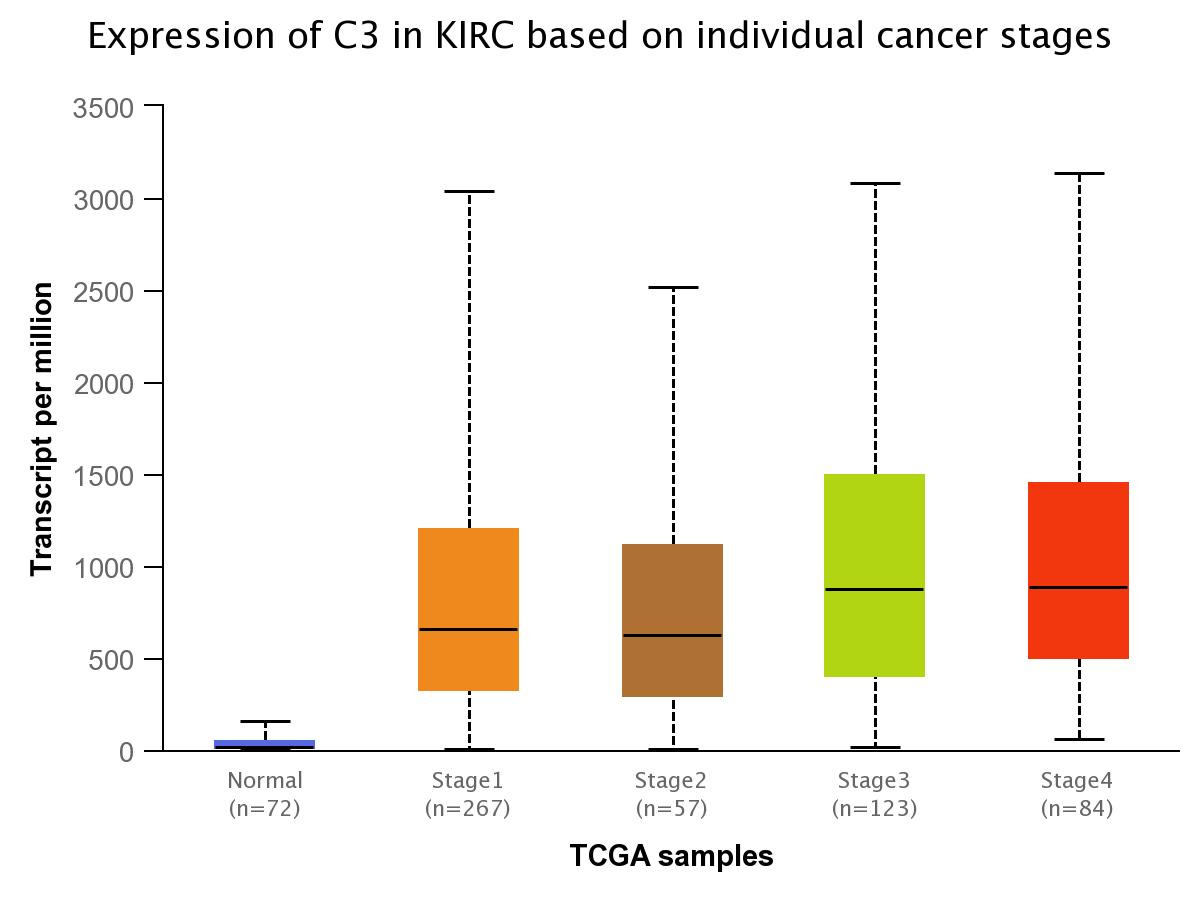 Expression of C3 in KIRC based on individual cancer stages
3500
3000
2500
2000
1500
1000
500
0
Transcript per million
Normal Stage1 Stage2 Stage3 Stage4
(n=72) (n=267) (n=57) (n=123) (n=84)
TCGA samples